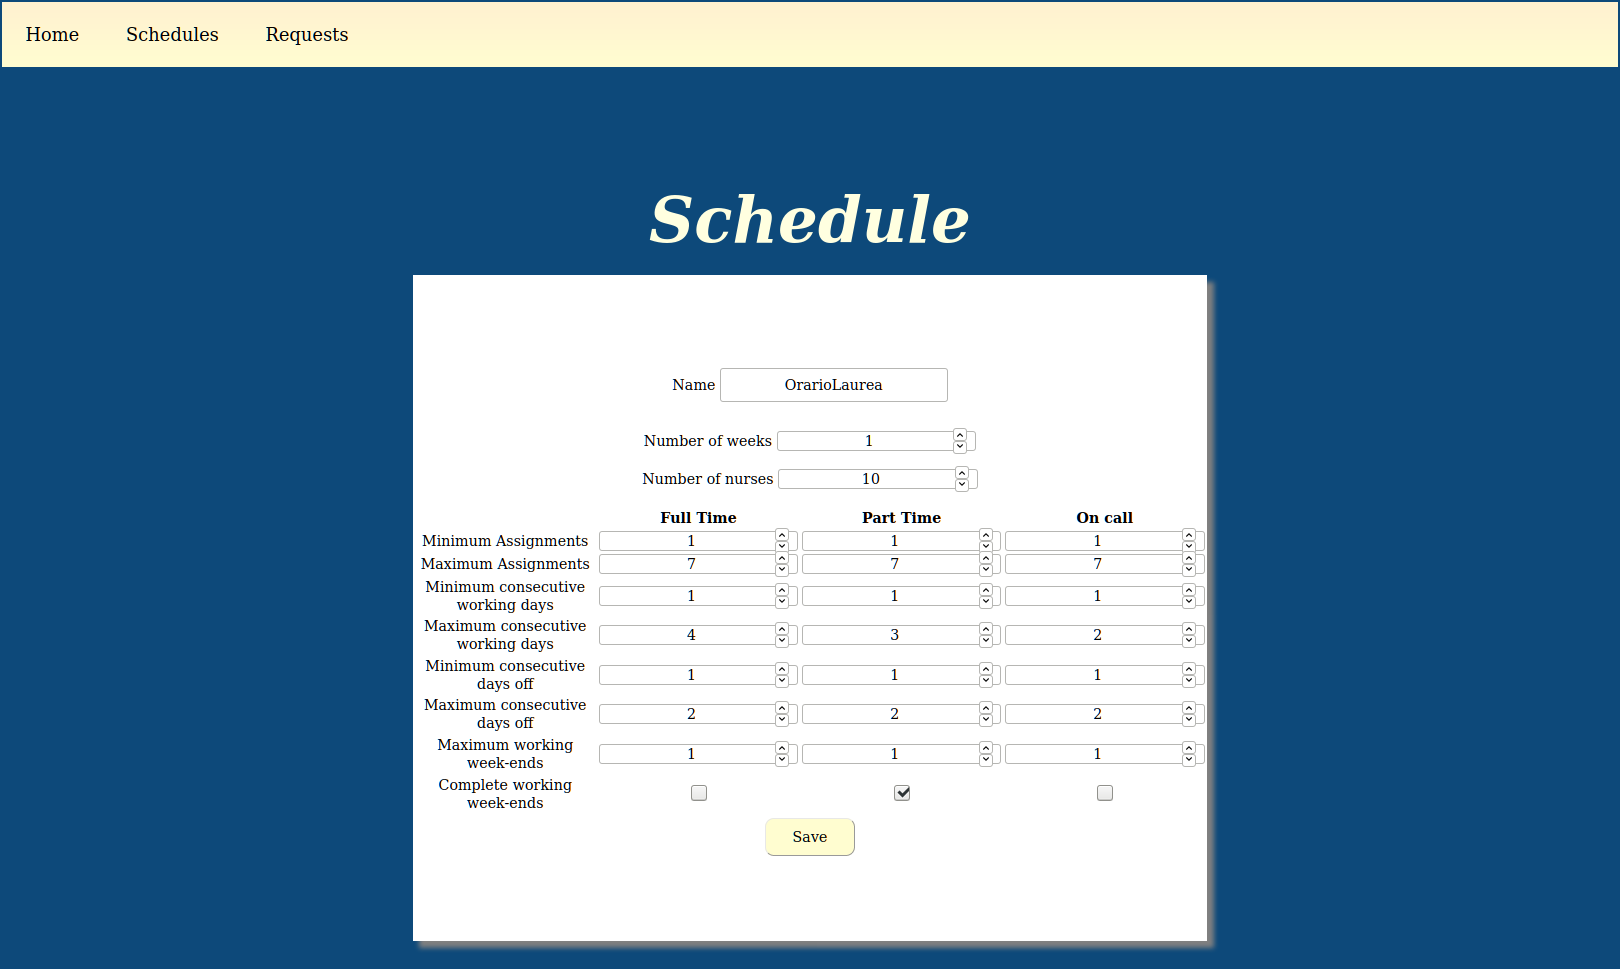 Home Schedules Requests
Schedule
Name OrarioLaurea
Number of weeks 1
Number of nurses 10
Full Time Part Time On call
Minimum Assignments 1 1 1
Maximum Assignments 7 7 7
Minimum consecutive
working days 1 1 1
Maximum consecutive
working days 4 3 2
Minimum consecutive
days off 1 1 1
Maximum consecutive
days off 2 2 2
Maximum working
week-ends 1 1 1
Complete working
week-ends
Save